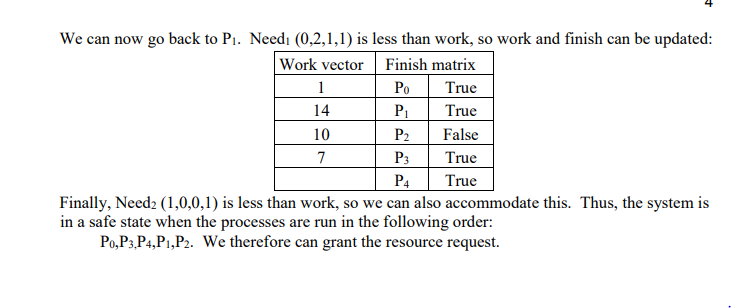 4
We can now go back to P₁.  Need₁ (0,2,1,1) is less than work, so work and finish can be updated:
Work vector Finish matrix
1 P₀ True
14 P₁ True
10 P₂ False
7 P₃ True
P₄ True
Finally, Need₂ (1,0,0,1) is less than work, so we can also accommodate this.  Thus, the system is
in a safe state when the processes are run in the following order:
P₀,P₃,P₄,P₁,P₂.  We therefore can grant the resource request.